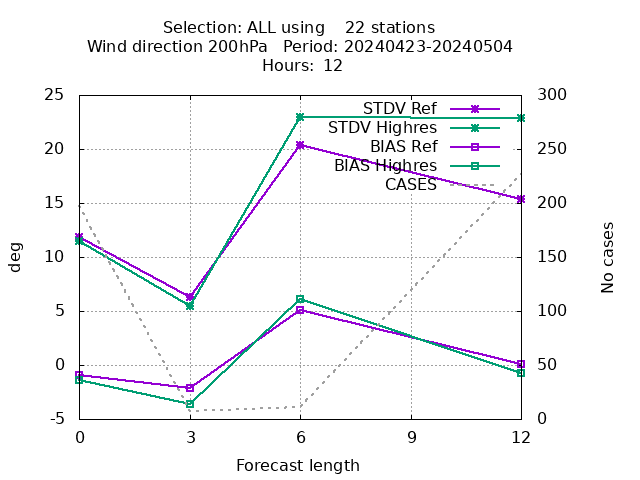 Selection: ALL using    22 stations
Wind direction 200hPa   Period: 20240423-20240504
Hours:  12
25
20
15
10
5
0
-5
300
250
200
150
100
50
0
0
3
6
9
12
deg
No cases
Forecast length
STDV Ref
STDV Highres
BIAS Ref
BIAS Highres
CASES